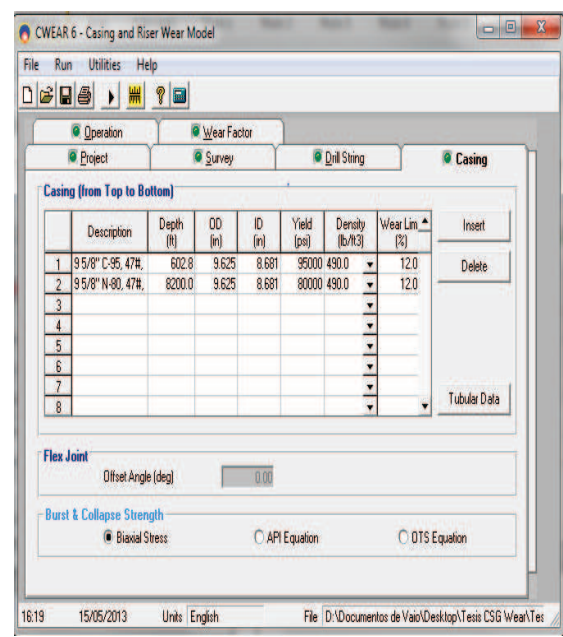 CWEAR 6 - Casing and Riser Wear Model
File Run Utilities Help
Operation Wear Factor
Project Survey Drill String Casing
Casing (from Top to Bottom)
Description Depth (ft) OD (in) ID (in) Yield (psi) Density (lb/ft3) Wear Lim (%)
1 9 5/8" C-95, 47#, 602.8 9.625 8.681 95000 490.0 12.0
2 9 5/8" N-80, 47#, 8200.0 9.625 8.681 80000 490.0 12.0
3
4
5
6
7
8
Insert
Delete
Tubular Data
Flex Joint
Offset Angle (deg) 0.00
Burst & Collapse Strength
Biaxial Stress API Equation OTS Equation
16:19 15/05/2013 Units English File D:\Documentos de Vaio\Desktop\Tesis CSG Wear\Tes